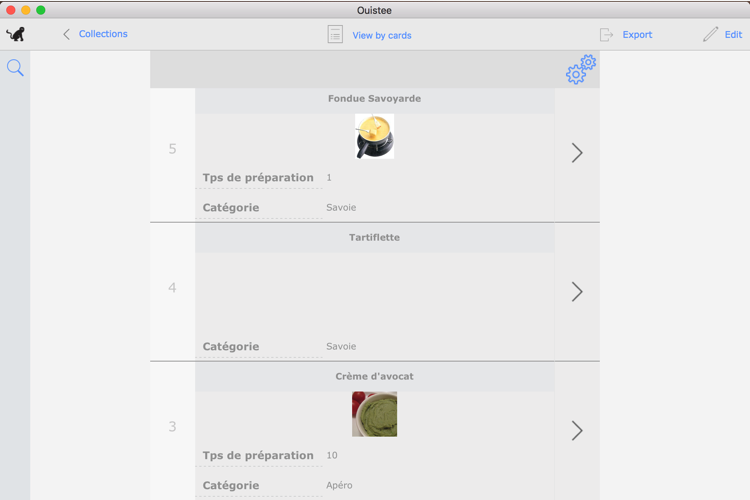 Ouistee
Collections
View by cards
Export
Edit
Fondue Savoyarde
5
Tps de préparation 1
Catégorie Savoie
Tartiflette
4
Catégorie Savoie
Crème d'avocat
3
Tps de préparation 10
Catégorie Apéro